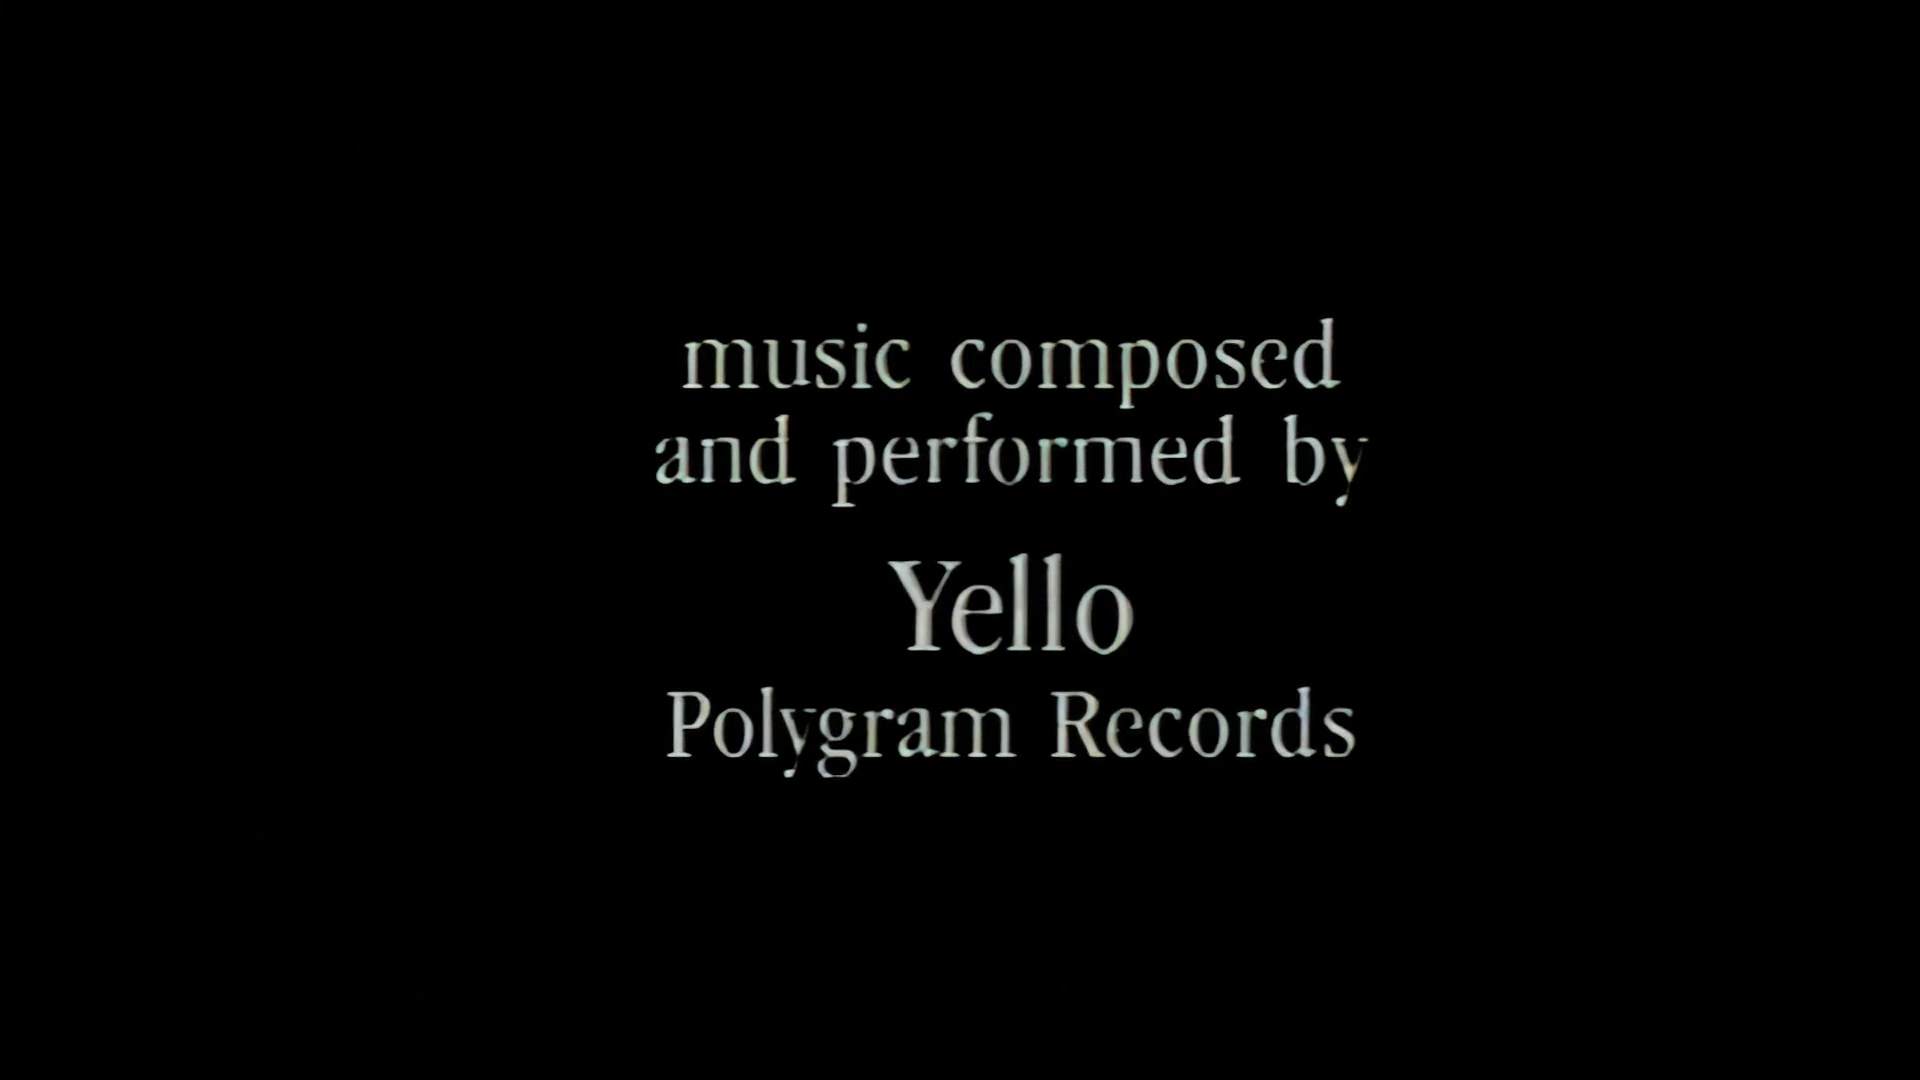 music composed
and performed by
Yello
Polygram Records